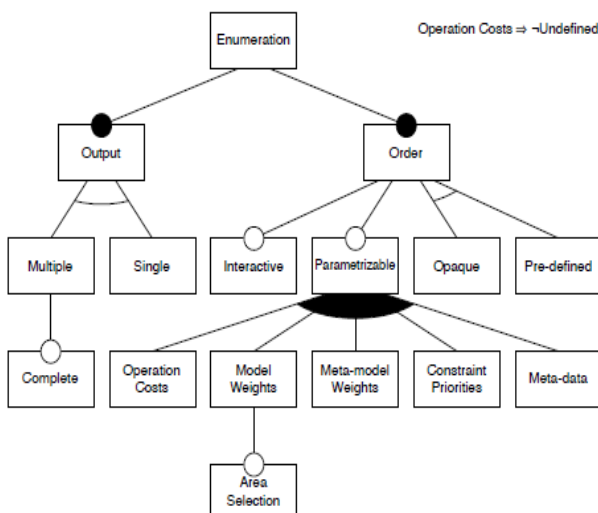 Enumeration
Operation Costs ⇒ ¬Undefined
Output
Order
Multiple
Single
Interactive
Parametrizable
Opaque
Pre-defined
Complete
Operation
Costs
Model
Weights
Meta-model
Weights
Constraint
Priorities
Meta-data
Area
Selection